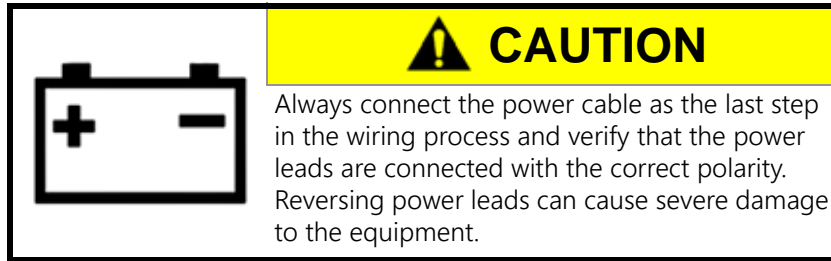 CAUTION
Always connect the power cable as the last step
in the wiring process and verify that the power
leads are connected with the correct polarity.
Reversing power leads can cause severe damage
to the equipment.